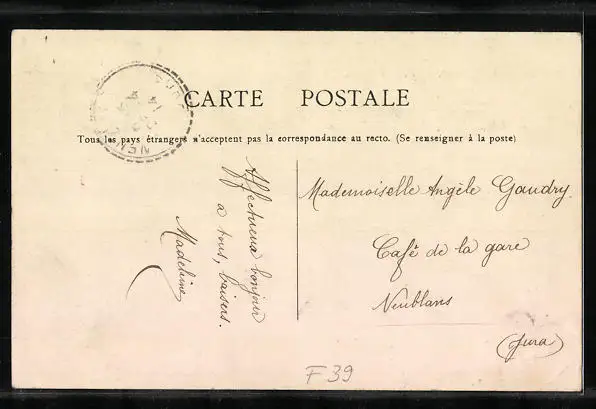 CARTE POSTALE
Tous les pays étrangers n'acceptent pas la correspondance au recto. (Se renseigner à la poste)
Affectueux bonjour
a tous, baisers.
Madeleine
Mademoiselle Angèle Gaudry
Café de la gare
Neublans
(Jura)
F 39